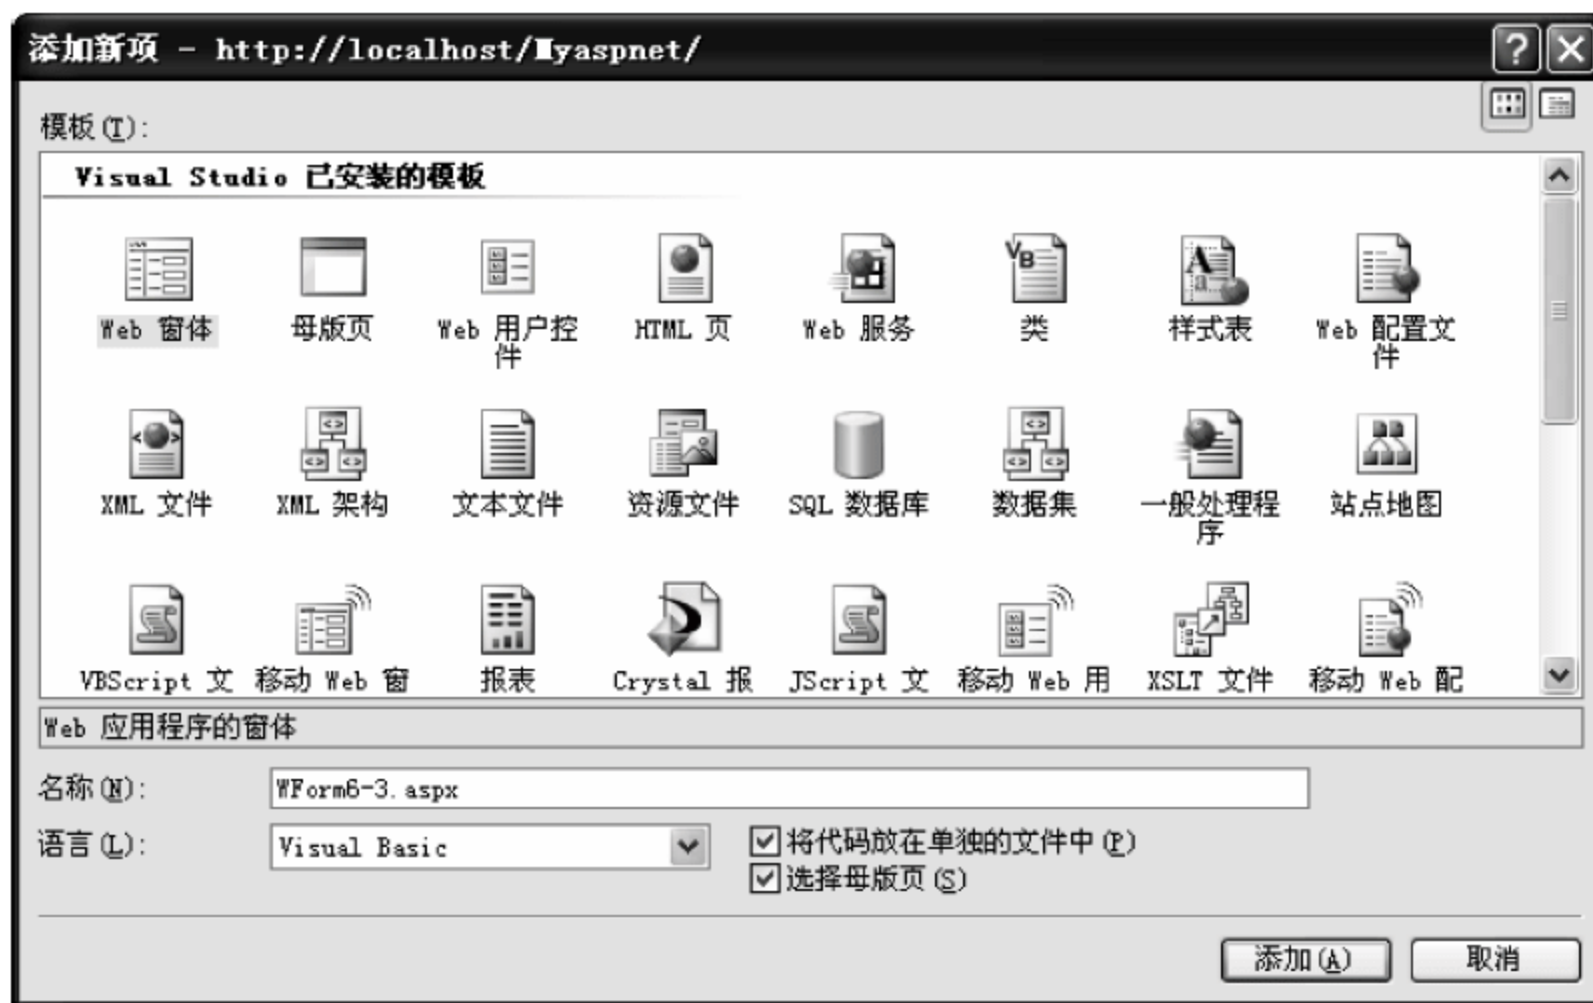 添加新项 - http://localhost/Myaspnet/
模板(T):
Visual Studio 已安装的模板
Web 窗体 母版页 Web 用户控件 HTML 页 Web 服务 类 样式表 Web 配置文件
XML 文件 XML 架构 文本文件 资源文件 SQL 数据库 数据集 一般处理程序 站点地图
VBScript 文 移动 Web 窗 报表 Crystal 报 JScript 文 移动 Web 用 XSLT 文件 移动 Web 配
Web 应用程序的窗体
名称(N): WForm6-3.aspx
语言(L): Visual Basic 将代码放在单独的文件中(P)
选择母版页(S)
添加(A) 取消